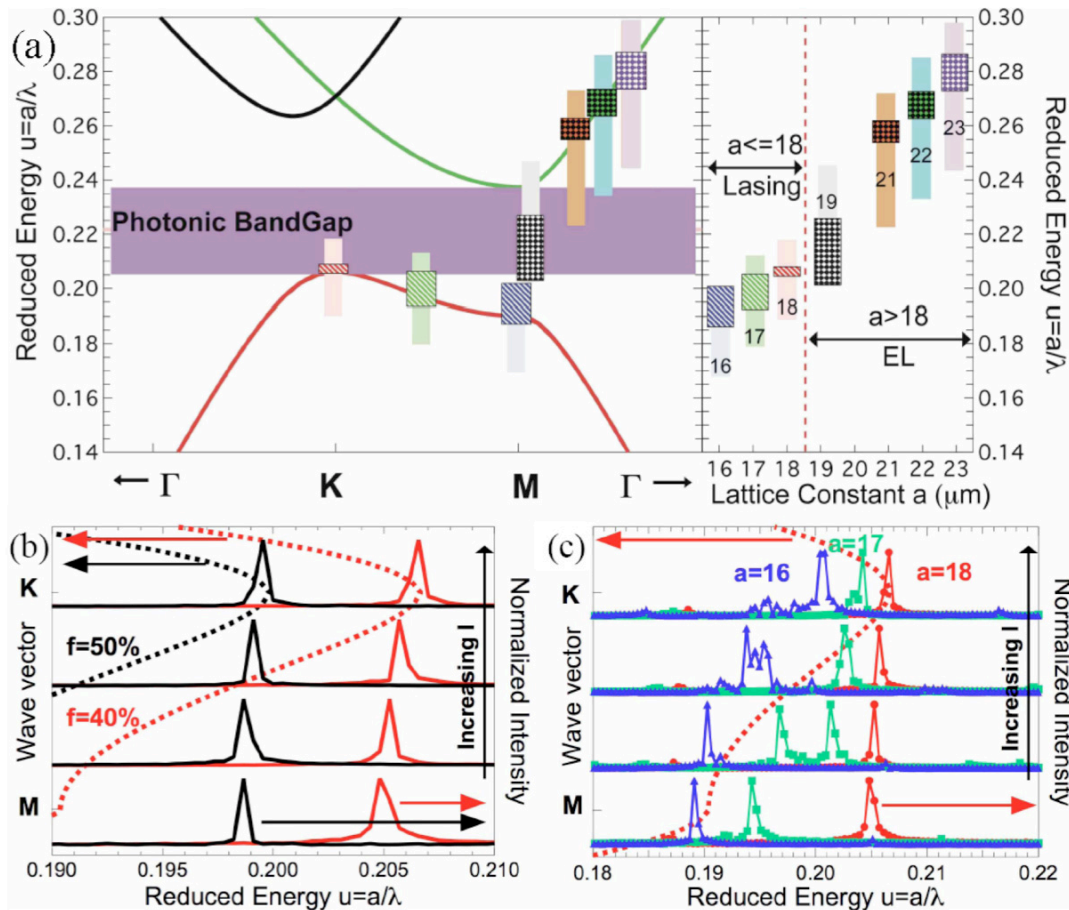 (a)
Reduced Energy u=a/λ
0.30
0.28
0.26
0.24
0.22
0.20
0.18
0.16
0.14
Photonic BandGap
← Γ K M Γ →
a<=18
Lasing
a>18
EL
16
17
18
19
21
22
23
0.30
0.28
0.26
0.24
0.22
0.20
0.18
0.16
0.14
Reduced Energy u=a/λ
16 17 18 19 20 21 22 23
Lattice Constant a (μm)
(b)
Wave vector
K
f=50%
f=40%
M
Increasing I
Normalized Intensity
0.190 0.195 0.200 0.205 0.210
Reduced Energy u=a/λ
(c)
Wave vector
a=17
a=16
a=18
K
M
Increasing I
Normalized Intensity
0.18 0.19 0.20 0.21 0.22
Reduced Energy u=a/λ